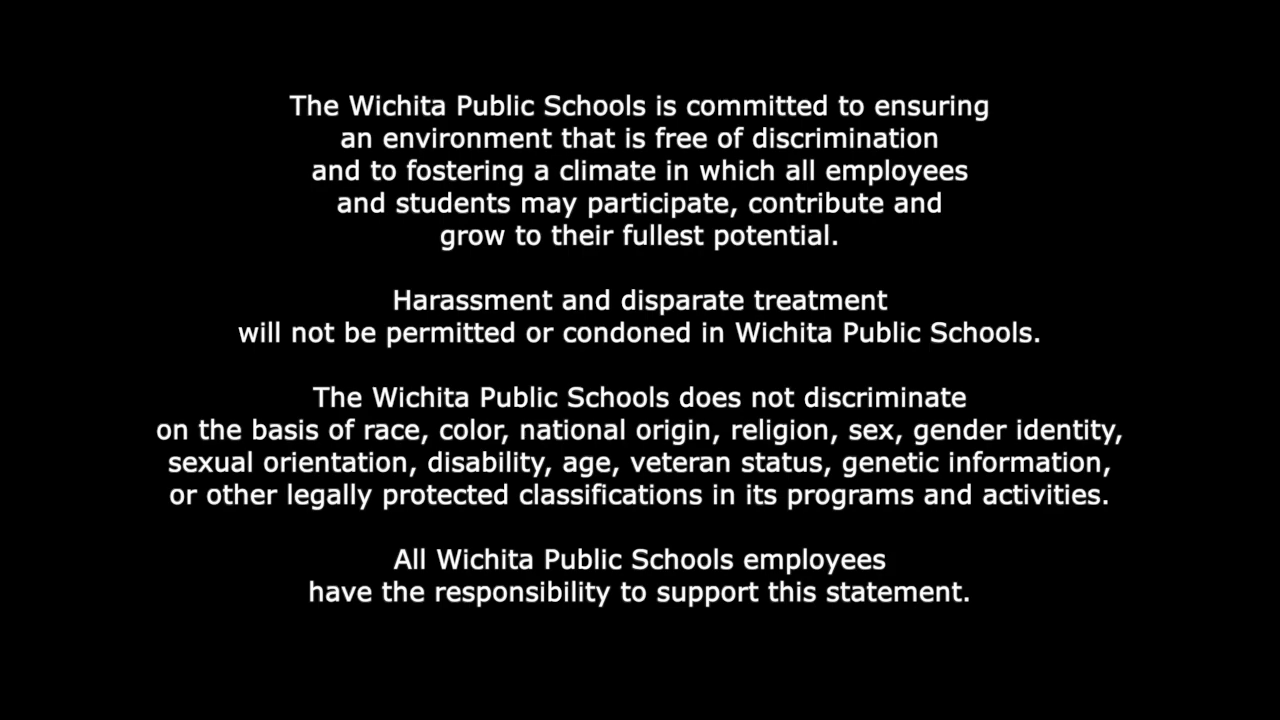 The Wichita Public Schools is committed to ensuring
an environment that is free of discrimination
and to fostering a climate in which all employees
and students may participate, contribute and
grow to their fullest potential.
Harassment and disparate treatment
will not be permitted or condoned in Wichita Public Schools.
The Wichita Public Schools does not discriminate
on the basis of race, color, national origin, religion, sex, gender identity,
sexual orientation, disability, age, veteran status, genetic information,
or other legally protected classifications in its programs and activities.
All Wichita Public Schools employees
have the responsibility to support this statement.